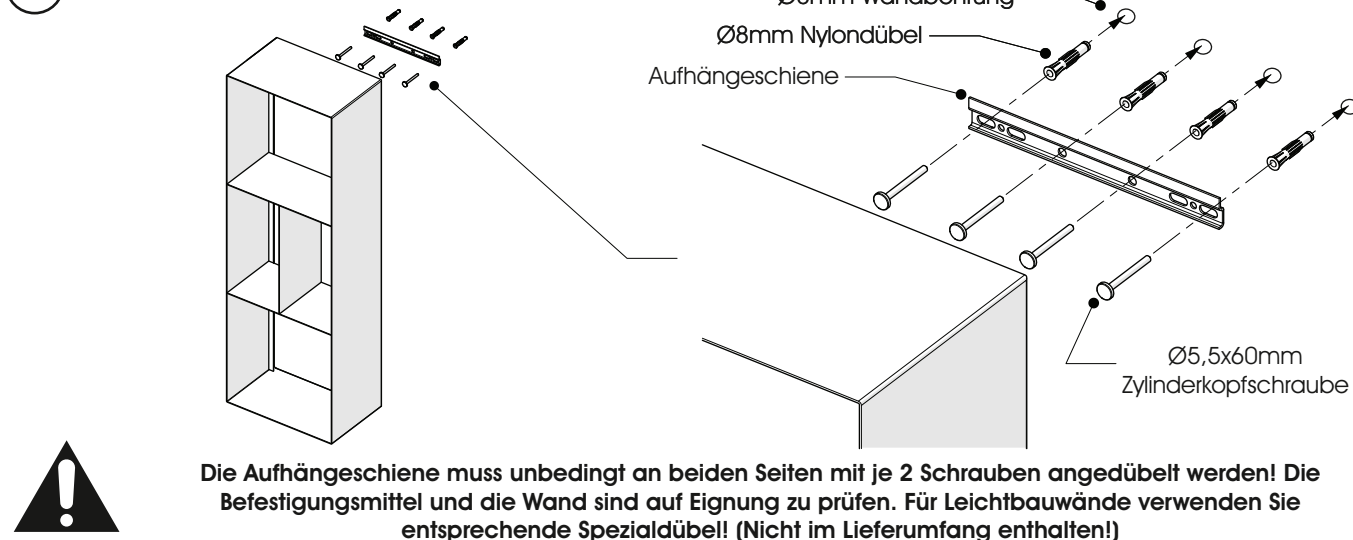 Ø8mm Nylondübel
Aufhängeschiene
Ø5,5x60mm
Zylinderkopfschraube
Die Aufhängeschiene muss unbedingt an beiden Seiten mit je 2 Schrauben angedübelt werden! Die
Befestigungsmittel und die Wand sind auf Eignung zu prüfen. Für Leichtbauwände verwenden Sie
entsprechende Spezialdübel! (Nicht im Lieferumfang enthalten!)